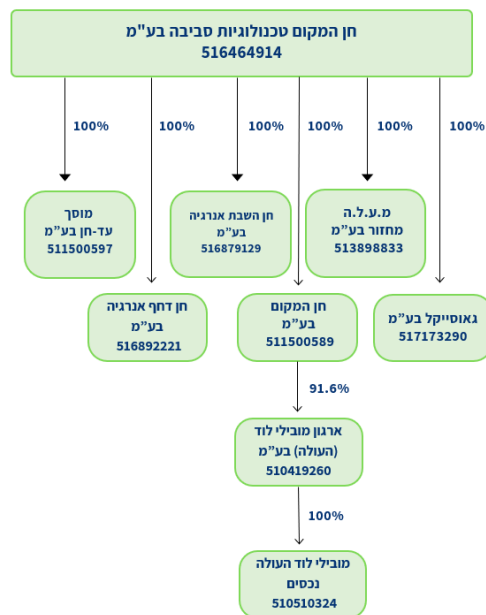 חן המקום טכנולוגיות סביבה בע"מ
516464914
100%
100%
100%
100%
100%
100%
מוסך
עד-חן בע"מ
511500597
חן השבת אנרגיה
בע"מ
516879129
מ.ע.ל.ה
מחזור בע"מ
513898833
חן דחף אנרגיה
בע"מ
516892221
חן המקום
בע"מ
511500589
גאוסייקל בע"מ
517173290
91.6%
ארגון מובילי לוד
(העולה) בע"מ
510419260
100%
מובילי לוד העולה
נכסים
510510324